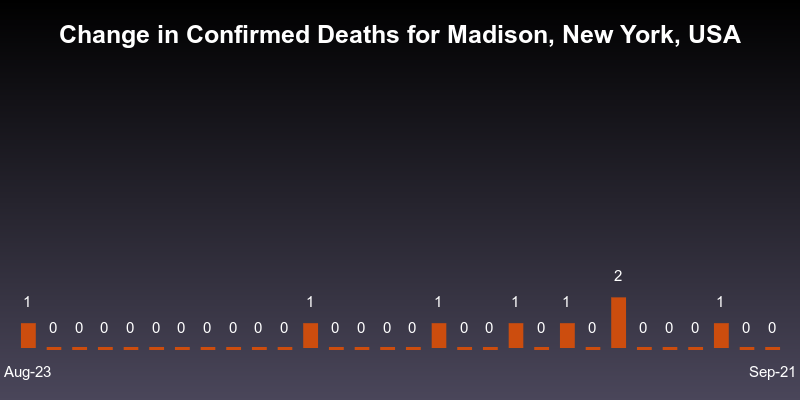 Change in Confirmed Deaths for Madison, New York, USA
2
1 1 1 1 1 1
0 0 0 0 0 0 0 0 0 0 0 0 0 0 0 0 0 0 0 0 0 0 0
Aug-23 Sep-21